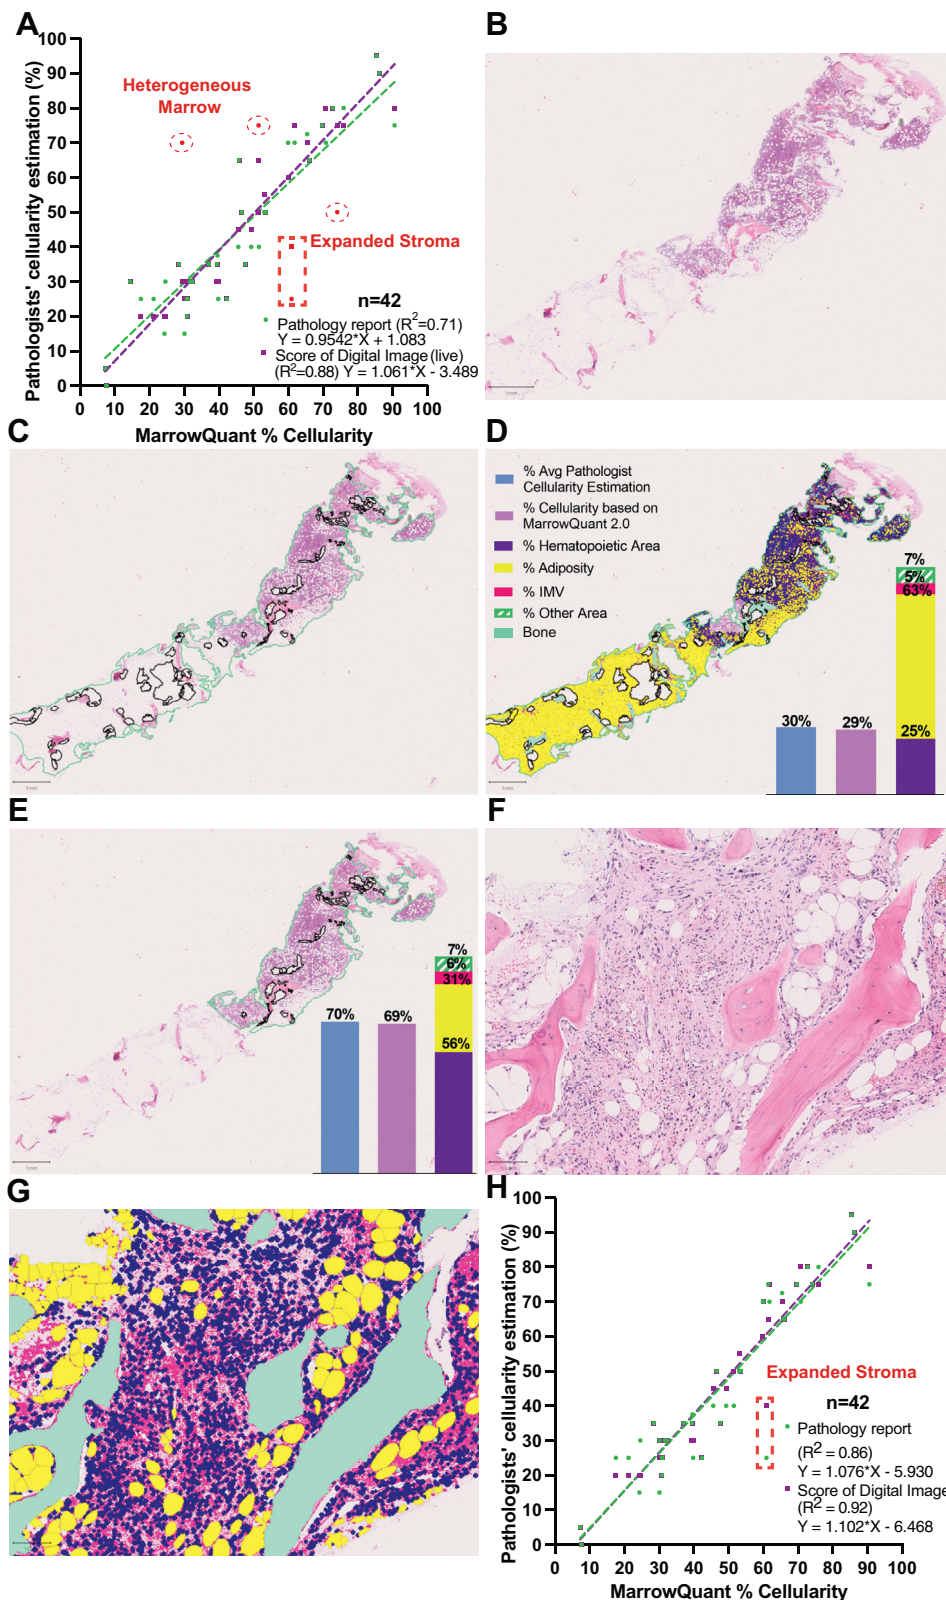 A
Pathologists' cellularity estimation (%)
100
90
80
70
60
50
40
30
20
10
0
Heterogeneous
Marrow
Expanded Stroma
n=42
Pathology report (R²=0.71)
Y = 0.9542*X + 1.083
Score of Digital Image (live)
(R²=0.88) Y = 1.061*X - 3.489
0 10 20 30 40 50 60 70 80 90 100
MarrowQuant % Cellularity
B
1mm
C
1mm
D
% Avg Pathologist
Cellularity Estimation
% Cellularity based on
MarrowQuant 2.0
% Hematopoietic Area
% Adiposity
% IMV
% Other Area
Bone
30%
29%
7%
5%
63%
25%
1mm
E
70%
69%
7%
6%
31%
56%
1mm
F
G
H
Pathologists' cellularity estimation (%)
100
90
80
70
60
50
40
30
20
10
0
Expanded Stroma
n=42
Pathology report
(R² = 0.86)
Y = 1.076*X - 5.930
Score of Digital Image
(R² = 0.92)
Y = 1.102*X - 6.468
0 10 20 30 40 50 60 70 80 90 100
MarrowQuant % Cellularity